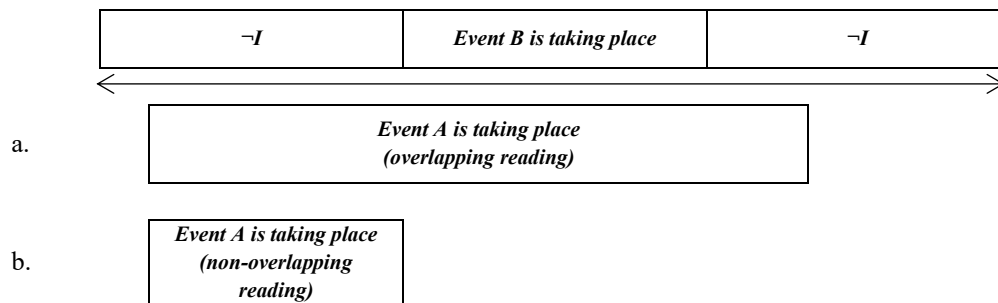 ¬I Event B is taking place ¬I
a.
Event A is taking place
(overlapping reading)
b.
Event A is taking place
(non-overlapping
reading)